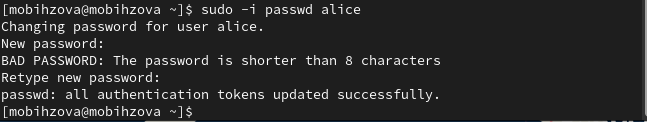 [mobihzova@mobihzova ~]$ sudo -i passwd alice
Changing password for user alice.
New password:
BAD PASSWORD: The password is shorter than 8 characters
Retype new password:
passwd: all authentication tokens updated successfully.
[mobihzova@mobihzova ~]$